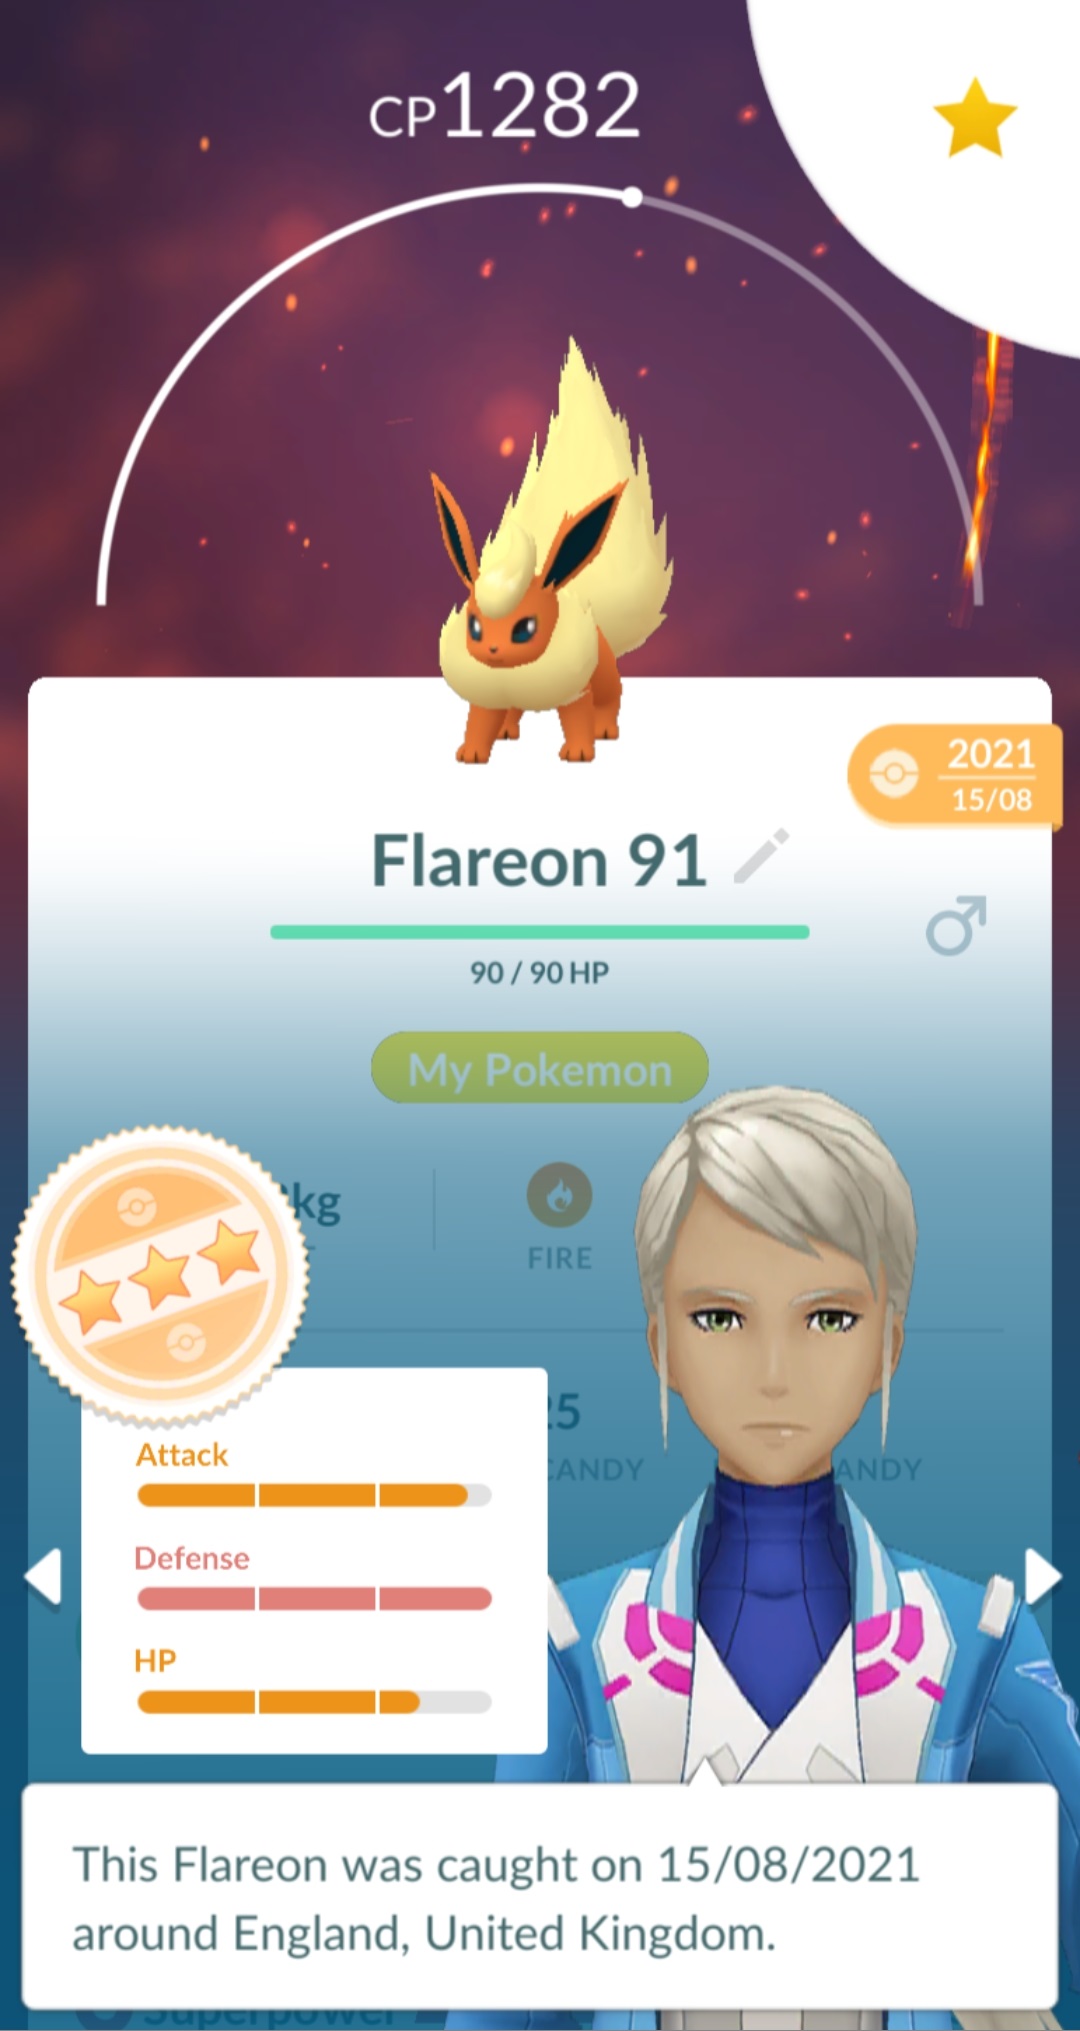 CP1282
2021
15/08
Flareon 91
90 / 90 HP
My Pokemon
kg
FIRE
25
CANDY
ANDY
Attack
Defense
HP
This Flareon was caught on 15/08/2021
around England, United Kingdom.
Superpower